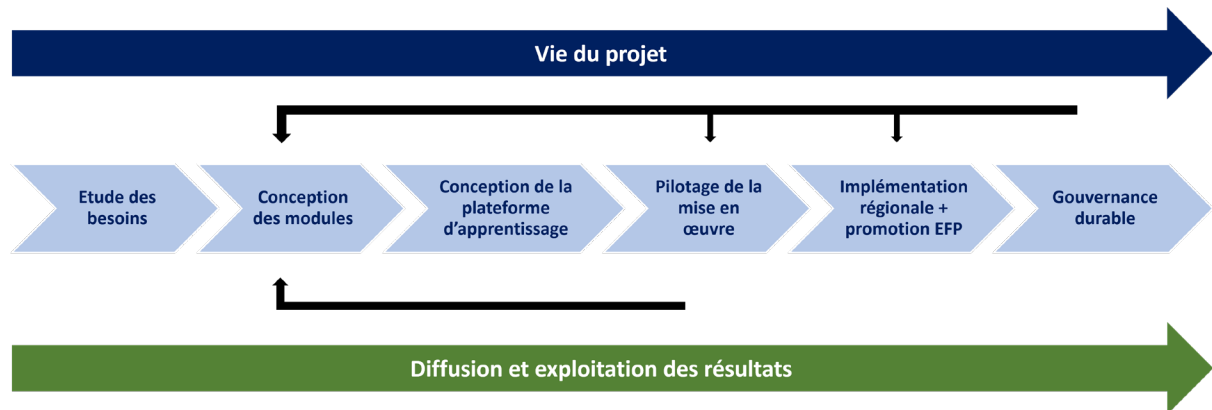 Vie du projet
Etude des
besoins
Conception
des modules
Conception de la
plateforme
d’apprentissage
Pilotage de la
mise en
œuvre
Implémentation
régionale +
promotion EFP
Gouvernance
durable
Diffusion et exploitation des résultats